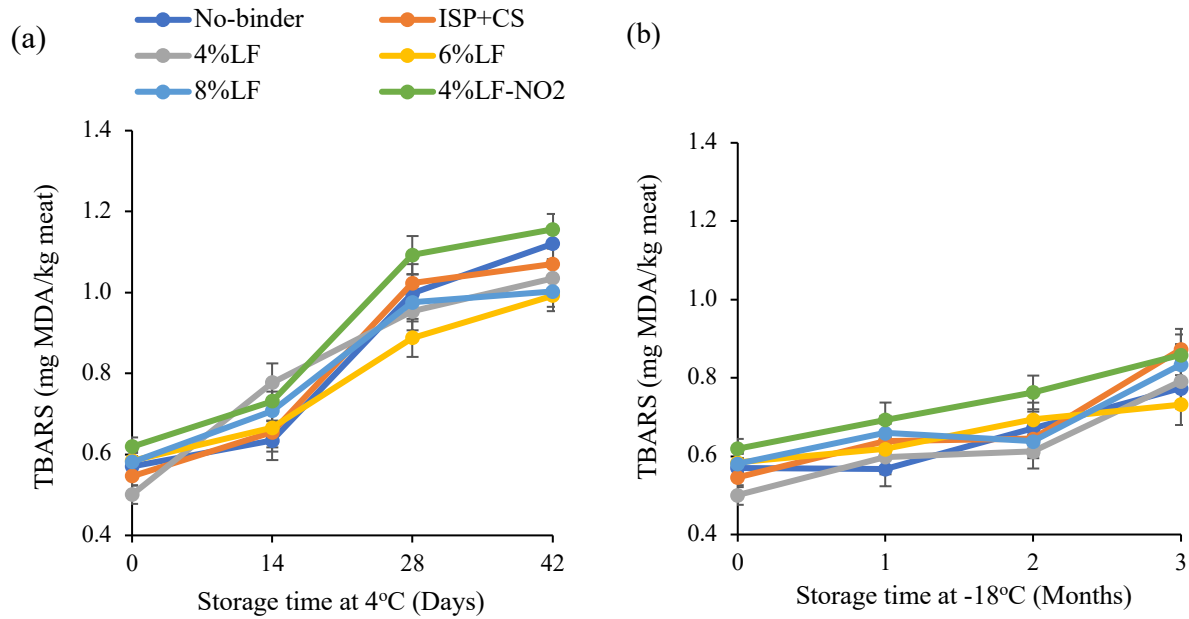 (a)
No-binder
ISP+CS
4%LF
6%LF
8%LF
4%LF-NO2
TBARS (mg MDA/kg meat)
1.4
1.2
1.0
0.8
0.6
0.4
0 14 28 42
Storage time at 4°C (Days)
(b)
TBARS (mg MDA/kg meat)
1.4
1.2
1.0
0.8
0.6
0.4
0 1 2 3
Storage time at -18°C (Months)